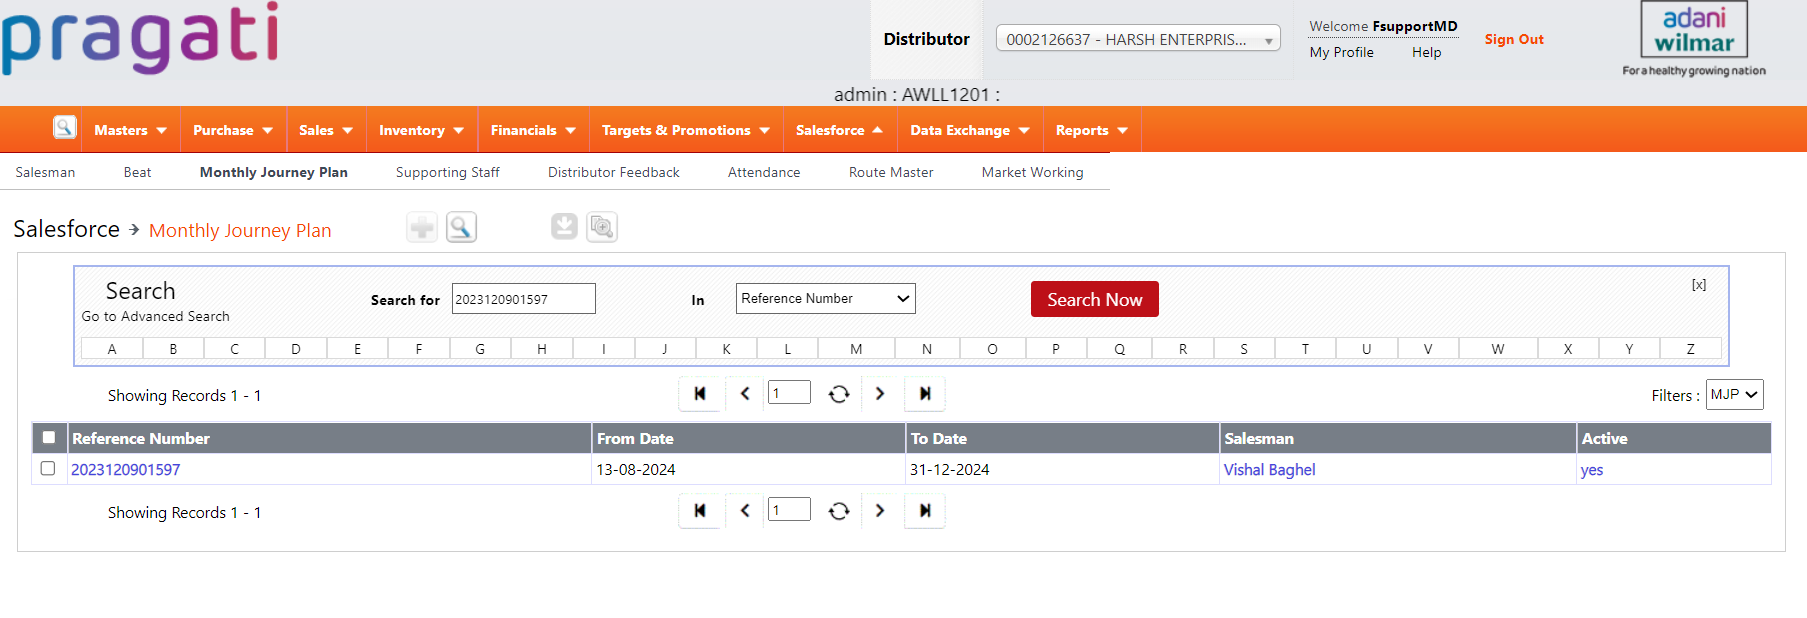 pragati
Distributor
0002126637 - HARSH ENTERPRIS...
Welcome FsupportMD
My Profile Help
Sign Out
adani
wilmar
For a healthy growing nation
admin : AWLL1201 :
Masters Purchase Sales Inventory Financials Targets & Promotions Salesforce Data Exchange Reports
Salesman Beat Monthly Journey Plan Supporting Staff Distributor Feedback Attendance Route Master Market Working
Salesforce Monthly Journey Plan
Search
Go to Advanced Search
Search for 2023120901597 In Reference Number Search Now [x]
A B C D E F G H I J K L M N O P Q R S T U V W X Y Z
Showing Records 1 - 1 1 Filters : MJP
Reference Number From Date To Date Salesman Active
2023120901597 13-08-2024 31-12-2024 Vishal Baghel yes
Showing Records 1 - 1 1